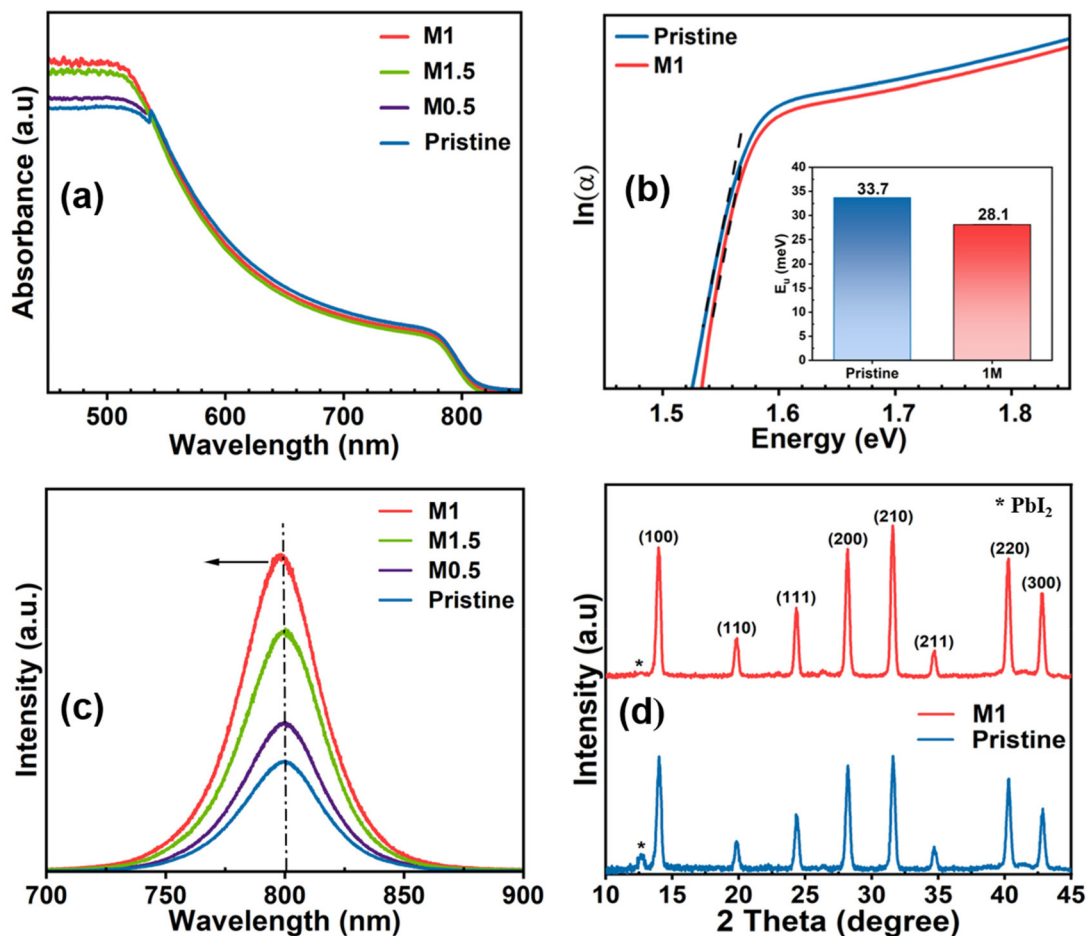 M1
M1.5
M0.5
Pristine
(a)
Absorbance (a.u)
500
600
700
800
Wavelength (nm)
Pristine
M1
(b)
ln(α)
40
35
30
25
20
15
10
5
0
Eu (meV)
33.7
28.1
Pristine
1M
1.5
1.6
1.7
1.8
Energy (eV)
M1
M1.5
M0.5
Pristine
(c)
Intensity (a.u.)
700
750
800
850
900
Wavelength (nm)
* PbI₂
(100)
(110)
(111)
(200)
(210)
(211)
(220)
(300)
*
M1
Pristine
(d)
*
Intensity (a.u)
10
15
20
25
30
35
40
45
2 Theta (degree)